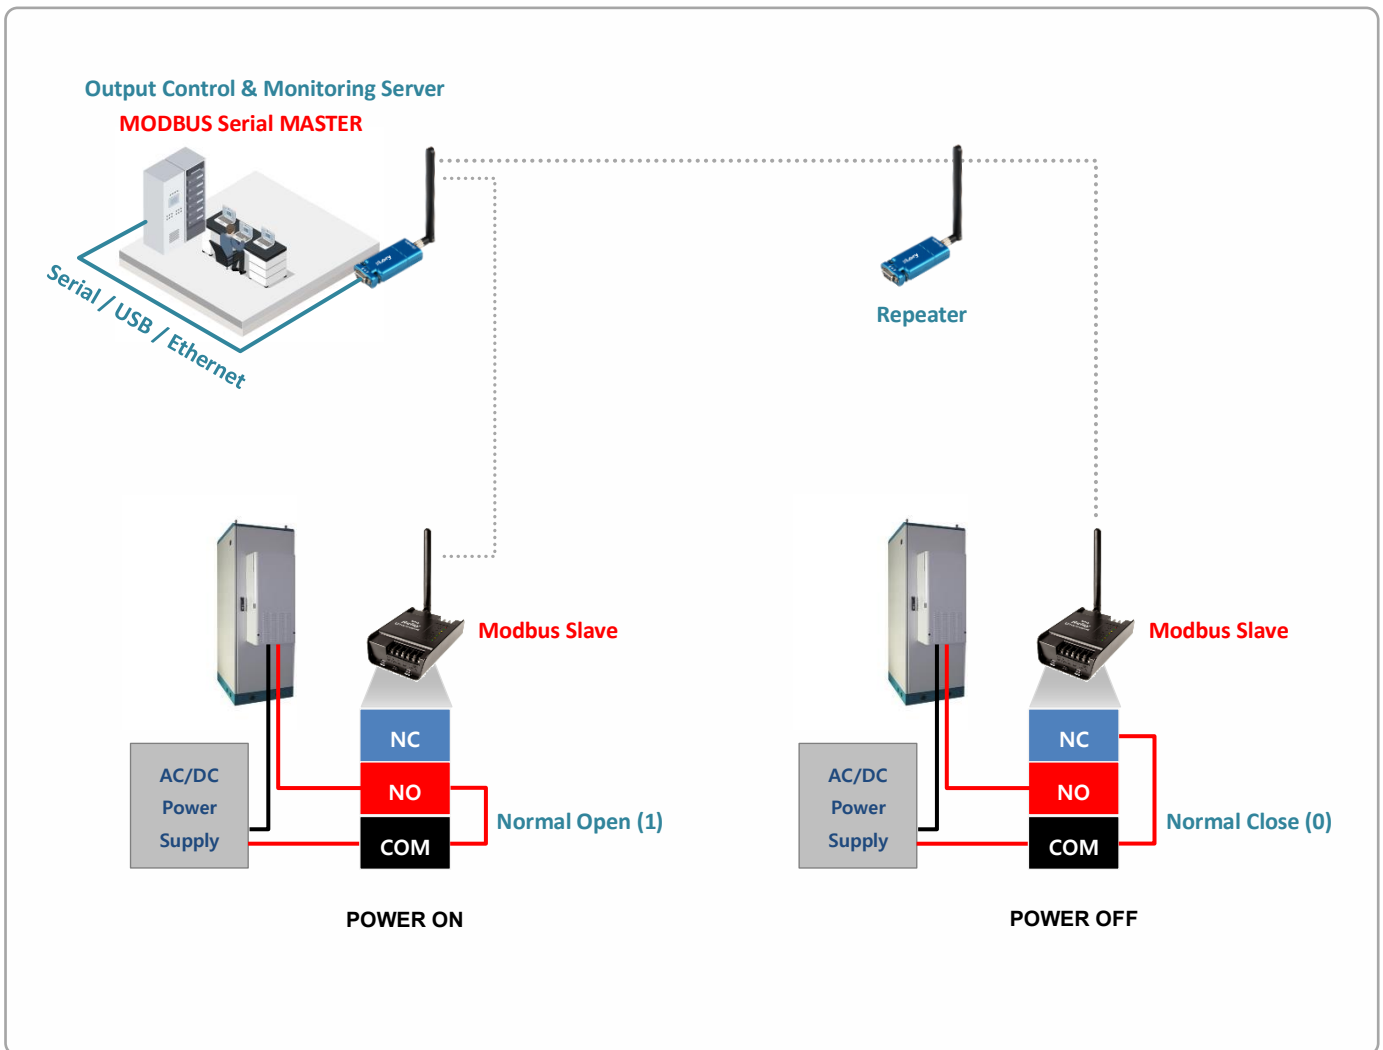 Output Control & Monitoring Server
MODBUS Serial MASTER
Serial / USB / Ethernet
Repeater
Modbus Slave
Modbus Slave
NC
NO
COM
AC/DC
Power
Supply
Normal Open (1)
POWER ON
NC
NO
COM
AC/DC
Power
Supply
Normal Close (0)
POWER OFF